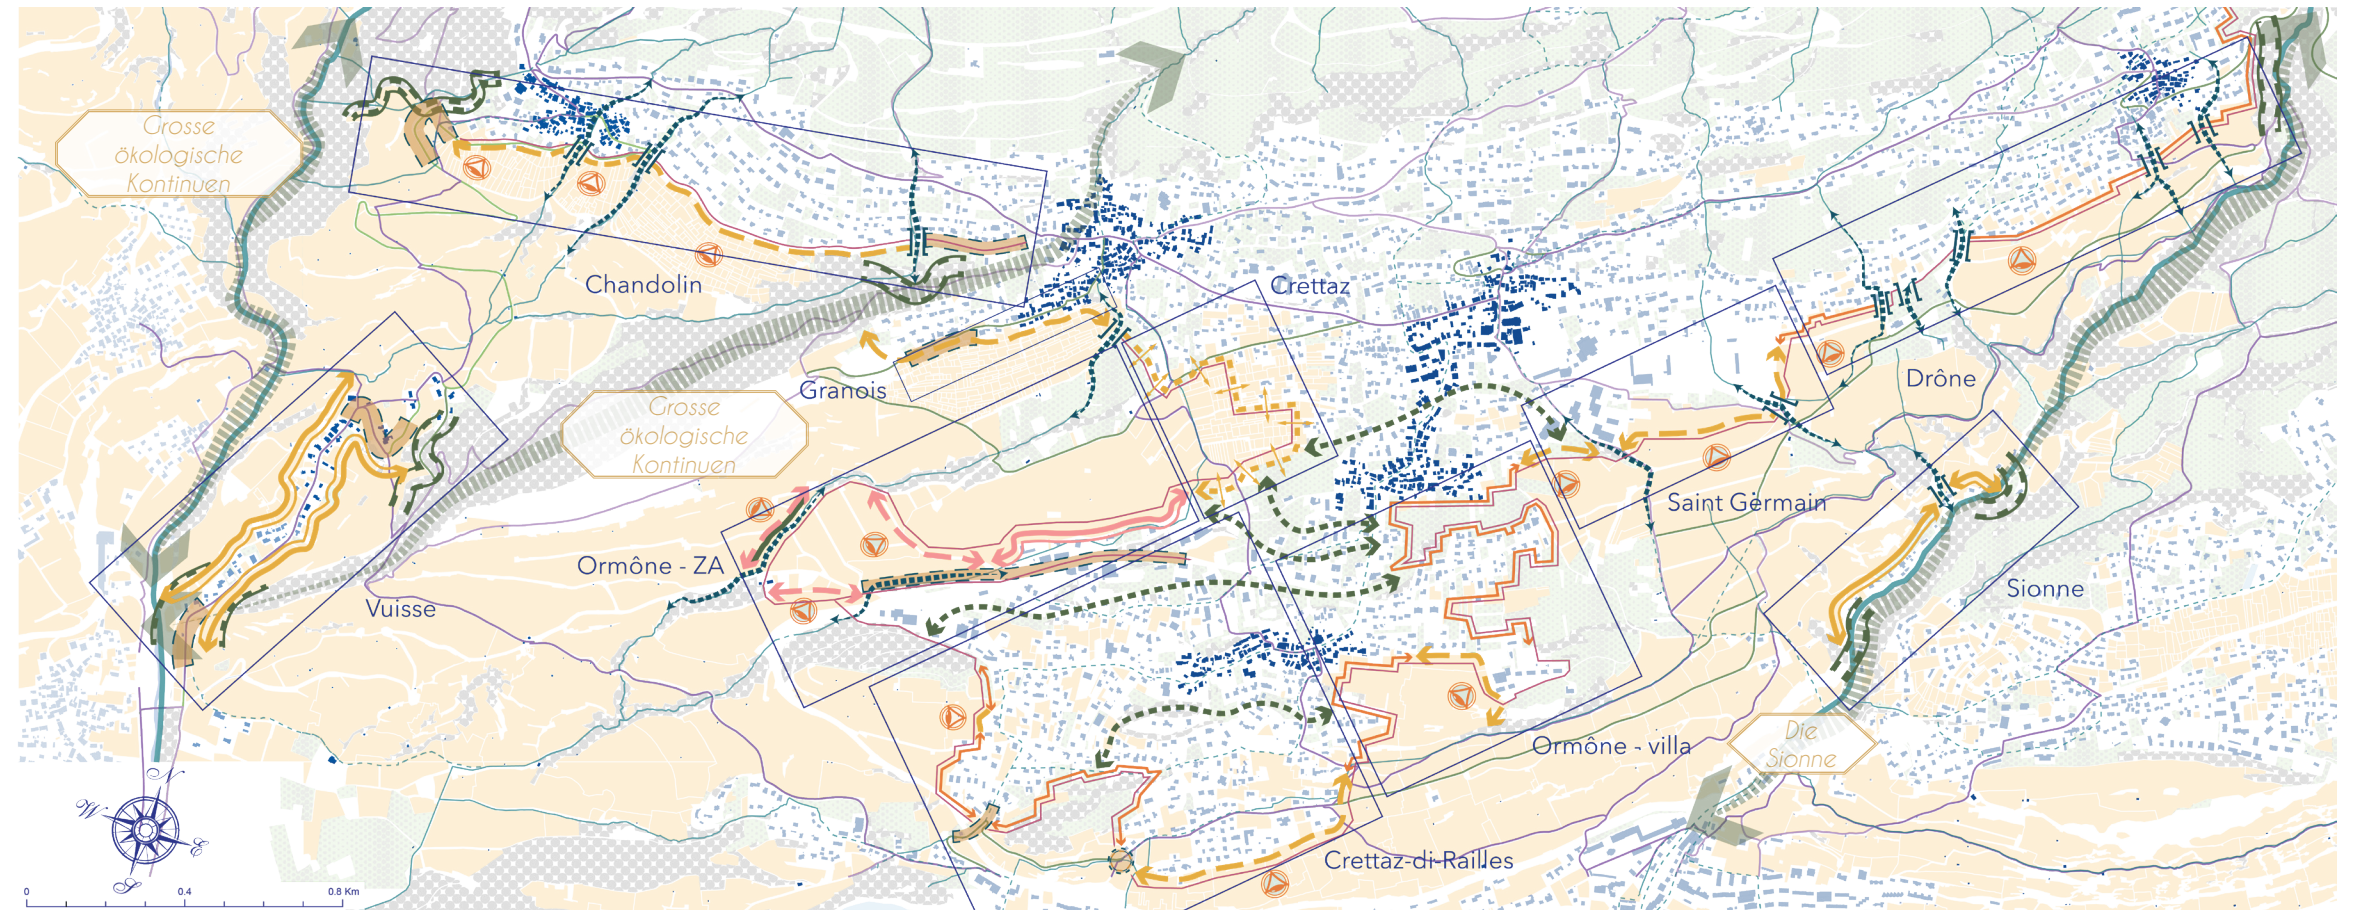 Grosse
ökologische
Kontinuen
Chandolin
Crettaz
Granois
Drône
Grosse
ökologische
Kontinuen
Saint Germain
Ormône - ZA
Vuisse
Sionne
Die
Sionne
Ormône - villa
Crettaz-di-Railles
N
W
E
S
0
0.4
0.8 Km